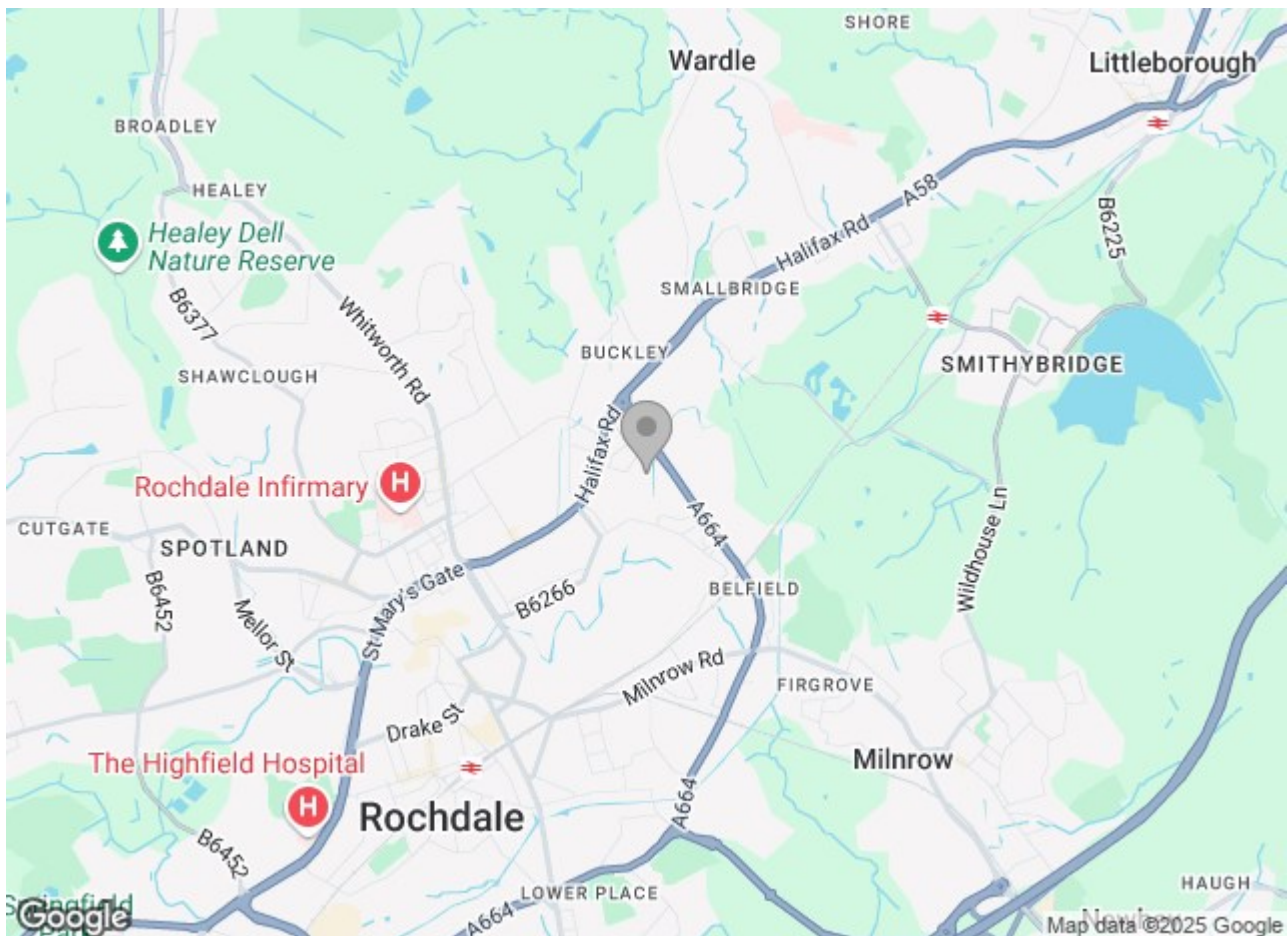 SHORE
Wardle
Littleborough
BROADLEY
HEALEY
A58
Halifax Rd
B6225
Healey Dell
Nature Reserve
B6377
Whitworth Rd
SMALLBRIDGE
BUCKLEY
SHAWCLOUGH
SMITHYBRIDGE
Halifax Rd
Rochdale Infirmary
H
A664
Wildhouse Ln
CUTGATE
SPOTLAND
B6452
St Mary's Gate
B6266
BELFIELD
Mellor St
Milnrow Rd
FIRGROVE
Drake St
The Highfield Hospital
H
Milnrow
A664
Rochdale
B6452
LOWER PLACE
HAUGH
A664
Springfield
Park
Google
Newhey
Map data ©2025 Google